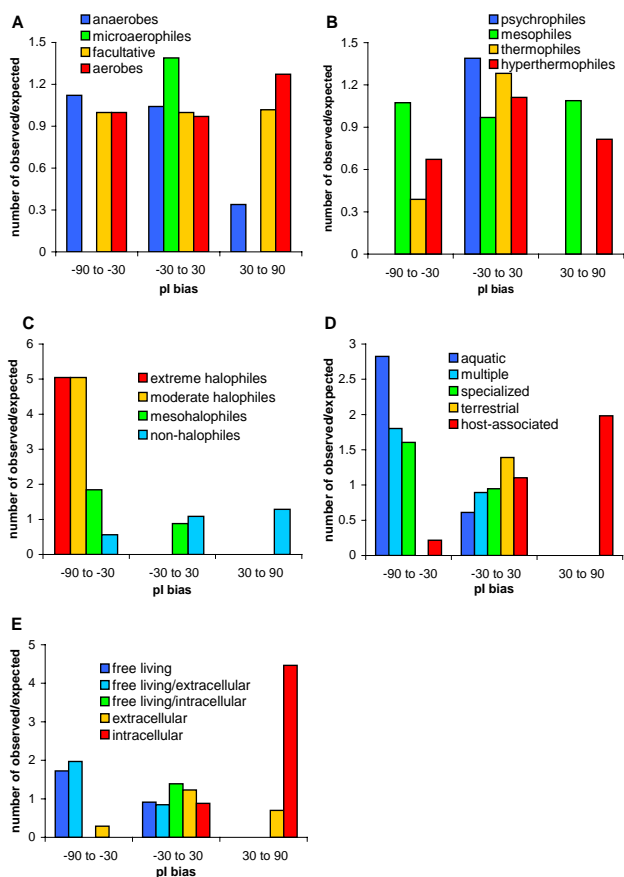 A
anaerobes
microaerophiles
facultative
aerobes
number of observed/expected
1.5
1.2
0.9
0.6
0.3
0
-90 to -30
-30 to 30
30 to 90
pI bias
B
psychrophiles
mesophiles
thermophiles
hyperthermophiles
number of observed/expected
1.5
1.2
0.9
0.6
0.3
0
-90 to -30
-30 to 30
30 to 90
pI bias
C
extreme halophiles
moderate halophiles
mesohalophiles
non-halophiles
number of observed/expected
6
5
4
3
2
1
0
-90 to -30
-30 to 30
30 to 90
pI bias
D
aquatic
multiple
specialized
terrestrial
host-associated
number of observed/expected
3
2.5
2
1.5
1
0.5
0
-90 to -30
-30 to 30
30 to 90
pI bias
E
free living
free living/extracellular
free living/intracellular
extracellular
intracellular
number of observed/expected
5
4
3
2
1
0
-90 to -30
-30 to 30
30 to 90
pI bias